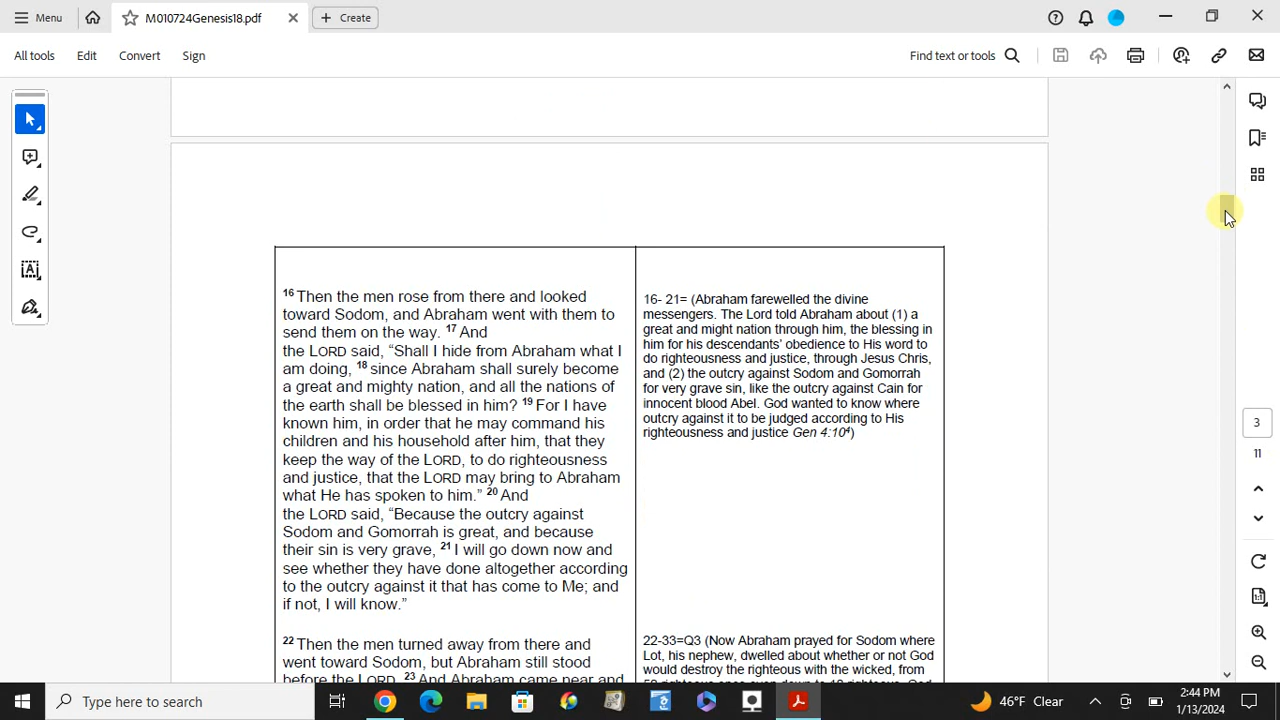 Menu
M010724Genesis18.pdf
Create
All tools
Edit
Convert
Sign
Find text or tools
16 Then the men rose from there and looked
toward Sodom, and Abraham went with them to
send them on the way. 17 And
the LORD said, “Shall I hide from Abraham what I
am doing, 18 since Abraham shall surely become
a great and mighty nation, and all the nations of
the earth shall be blessed in him? 19 For I have
known him, in order that he may command his
children and his household after him, that they
keep the way of the LORD, to do righteousness
and justice, that the LORD may bring to Abraham
what He has spoken to him.” 20 And
the LORD said, “Because the outcry against
Sodom and Gomorrah is great, and because
their sin is very grave, 21 I will go down now and
see whether they have done altogether according
to the outcry against it that has come to Me; and
if not, I will know.”
22 Then the men turned away from there and
went toward Sodom, but Abraham still stood
before the LORD. 23 And Abraham came near and
16- 21= (Abraham farewelled the divine
messengers. The Lord told Abraham about (1) a
great and might nation through him, the blessing in
him for his descendants’ obedience to His word to
do righteousness and justice, through Jesus Chris,
and (2) the outcry against Sodom and Gomorrah
for very grave sin, like the outcry against Cain for
innocent blood Abel. God wanted to know where
outcry against it to be judged according to His
righteousness and justice Gen 4:10⁴)
22-33=Q3 (Now Abraham prayed for Sodom where
Lot, his nephew, dwelled about whether or not God
would destroy the righteous with the wicked, from
3
11
1:1
Type here to search
46°F Clear
2:44 PM
1/13/2024